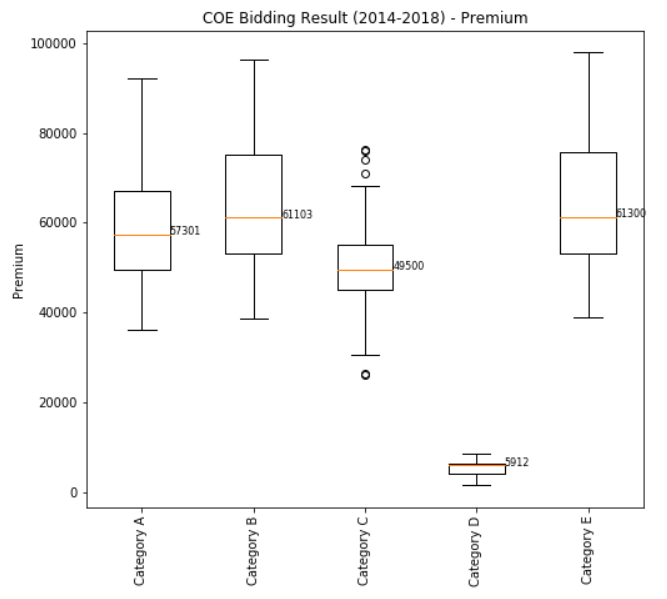 COE Bidding Result (2014-2018) - Premium
100000
80000
60000
40000
20000
0
Premium
57301
61103
49500
5912
61300
Category A
Category B
Category C
Category D
Category E